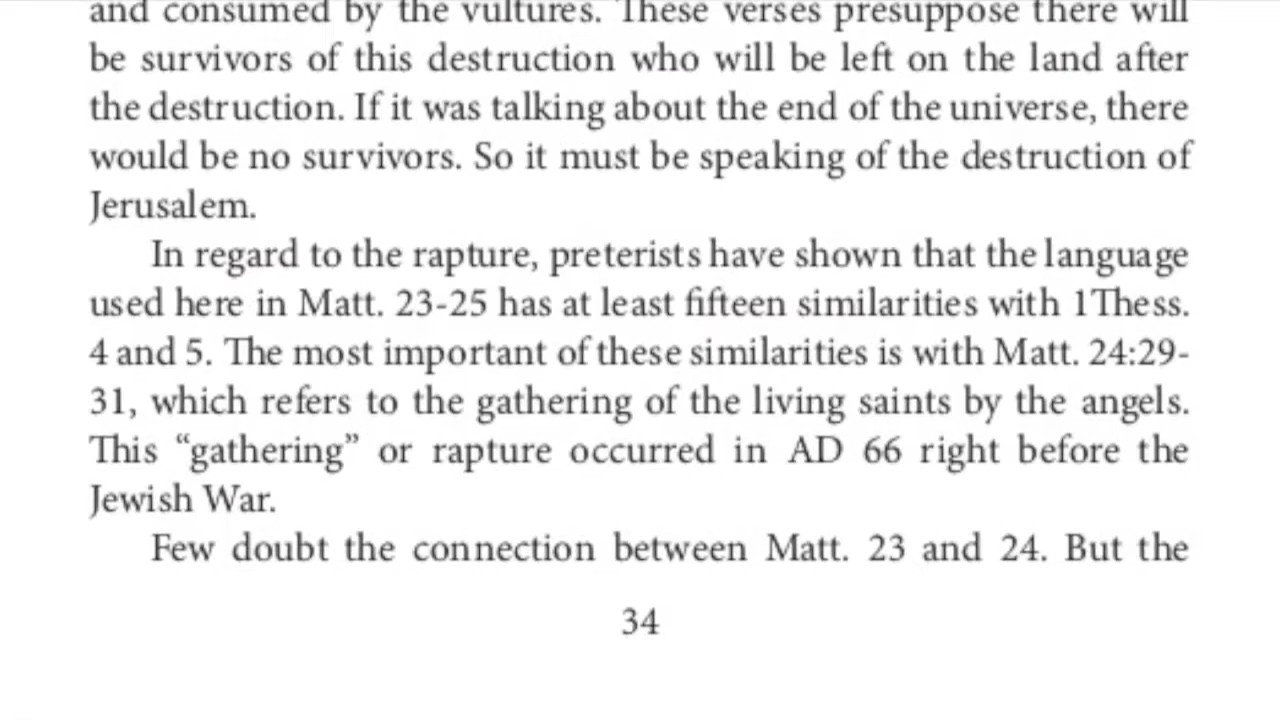 and consumed by the vultures. These verses presuppose there will
be survivors of this destruction who will be left on the land after
the destruction. If it was talking about the end of the universe, there
would be no survivors. So it must be speaking of the destruction of
Jerusalem.
In regard to the rapture, preterists have shown that the language
used here in Matt. 23-25 has at least fifteen similarities with 1Thess.
4 and 5. The most important of these similarities is with Matt. 24:29-
31, which refers to the gathering of the living saints by the angels.
This “gathering” or rapture occurred in AD 66 right before the
Jewish War.
Few doubt the connection between Matt. 23 and 24. But the
34